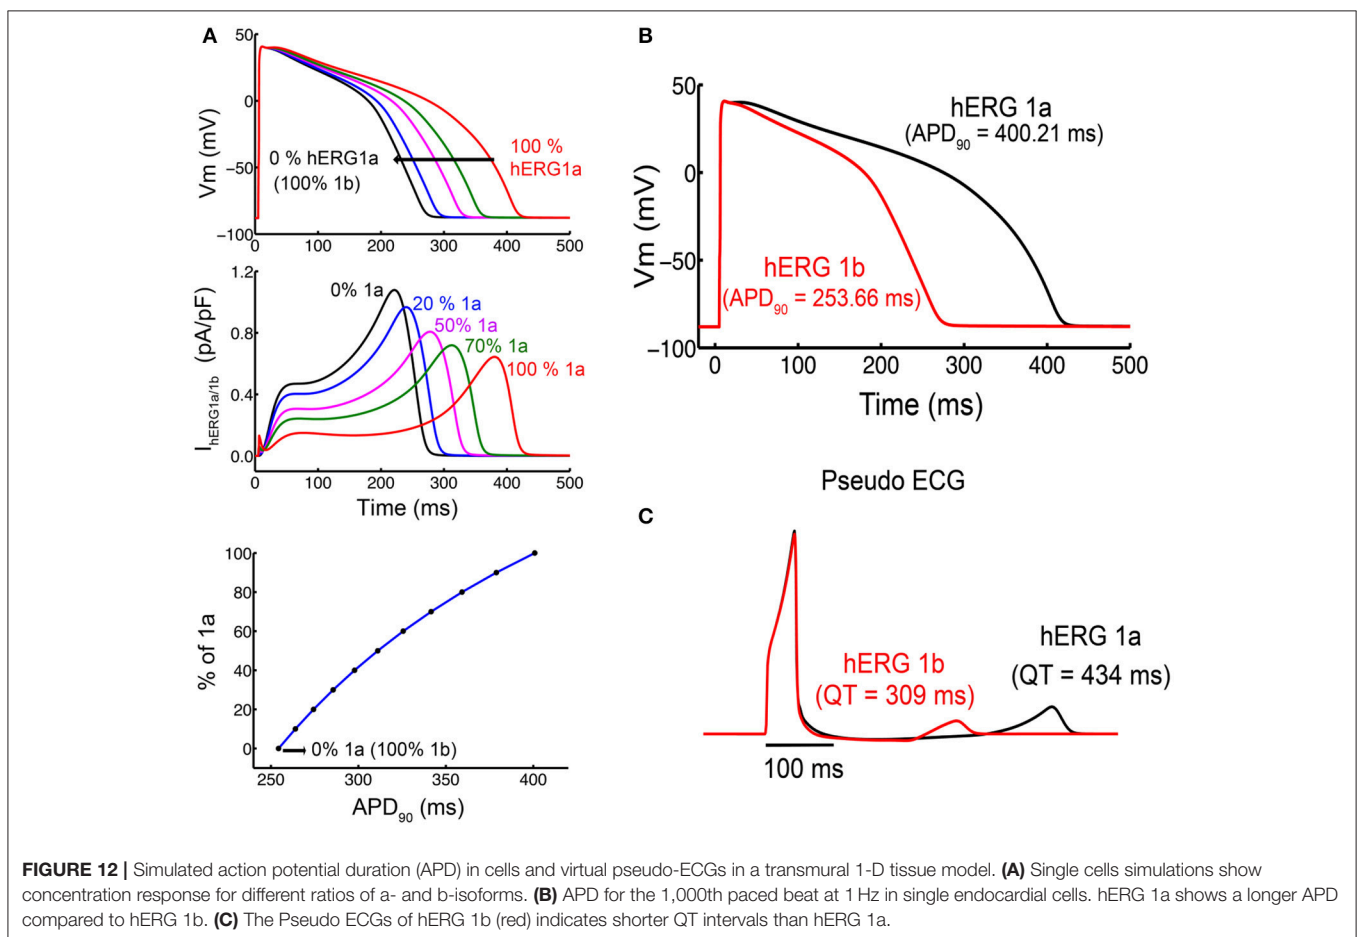 A
50
0
−50
−100
Vm (mV)
0 % hERG1a
(100% 1b)
100 %
hERG1a
0 100 200 300 400 500
1.2
0.8
0.4
0.0
I hERG1a/1b (pA/pF)
0% 1a
20 % 1a
50% 1a
70% 1a
100 % 1a
0 100 200 300 400 500
Time (ms)
100
80
60
40
20
0
% of 1a
0% 1a (100% 1b)
250 300 350 400
APD90 (ms)
B
50
0
−50
−100
Vm (mV)
hERG 1a
(APD90 = 400.21 ms)
hERG 1b
(APD90 = 253.66 ms)
0 100 200 300 400 500
Time (ms)
Pseudo ECG
C
hERG 1b
(QT = 309 ms)
hERG 1a
(QT = 434 ms)
100 ms
FIGURE 12 | Simulated action potential duration (APD) in cells and virtual pseudo-ECGs in a transmural 1-D tissue model. (A) Single cells simulations show
concentration response for different ratios of a- and b-isoforms. (B) APD for the 1,000th paced beat at 1 Hz in single endocardial cells. hERG 1a shows a longer APD
compared to hERG 1b. (C) The Pseudo ECGs of hERG 1b (red) indicates shorter QT intervals than hERG 1a.